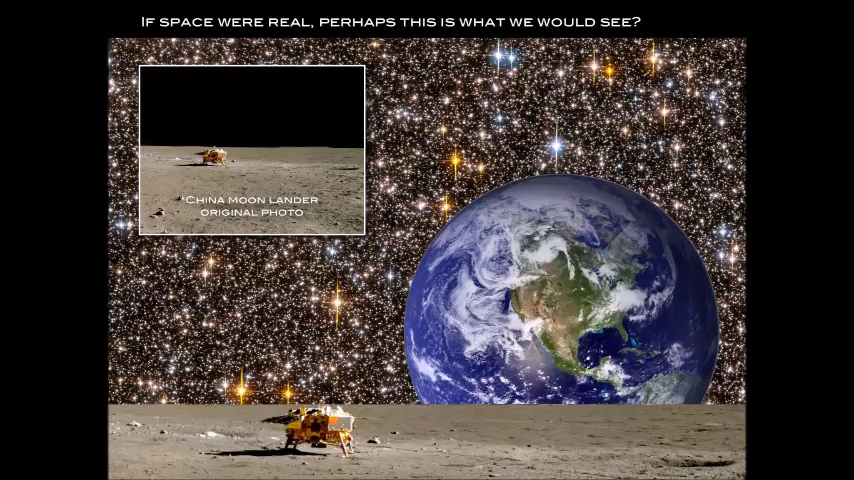 If space were real, perhaps this is what we would see?
*China moon lander
original photo